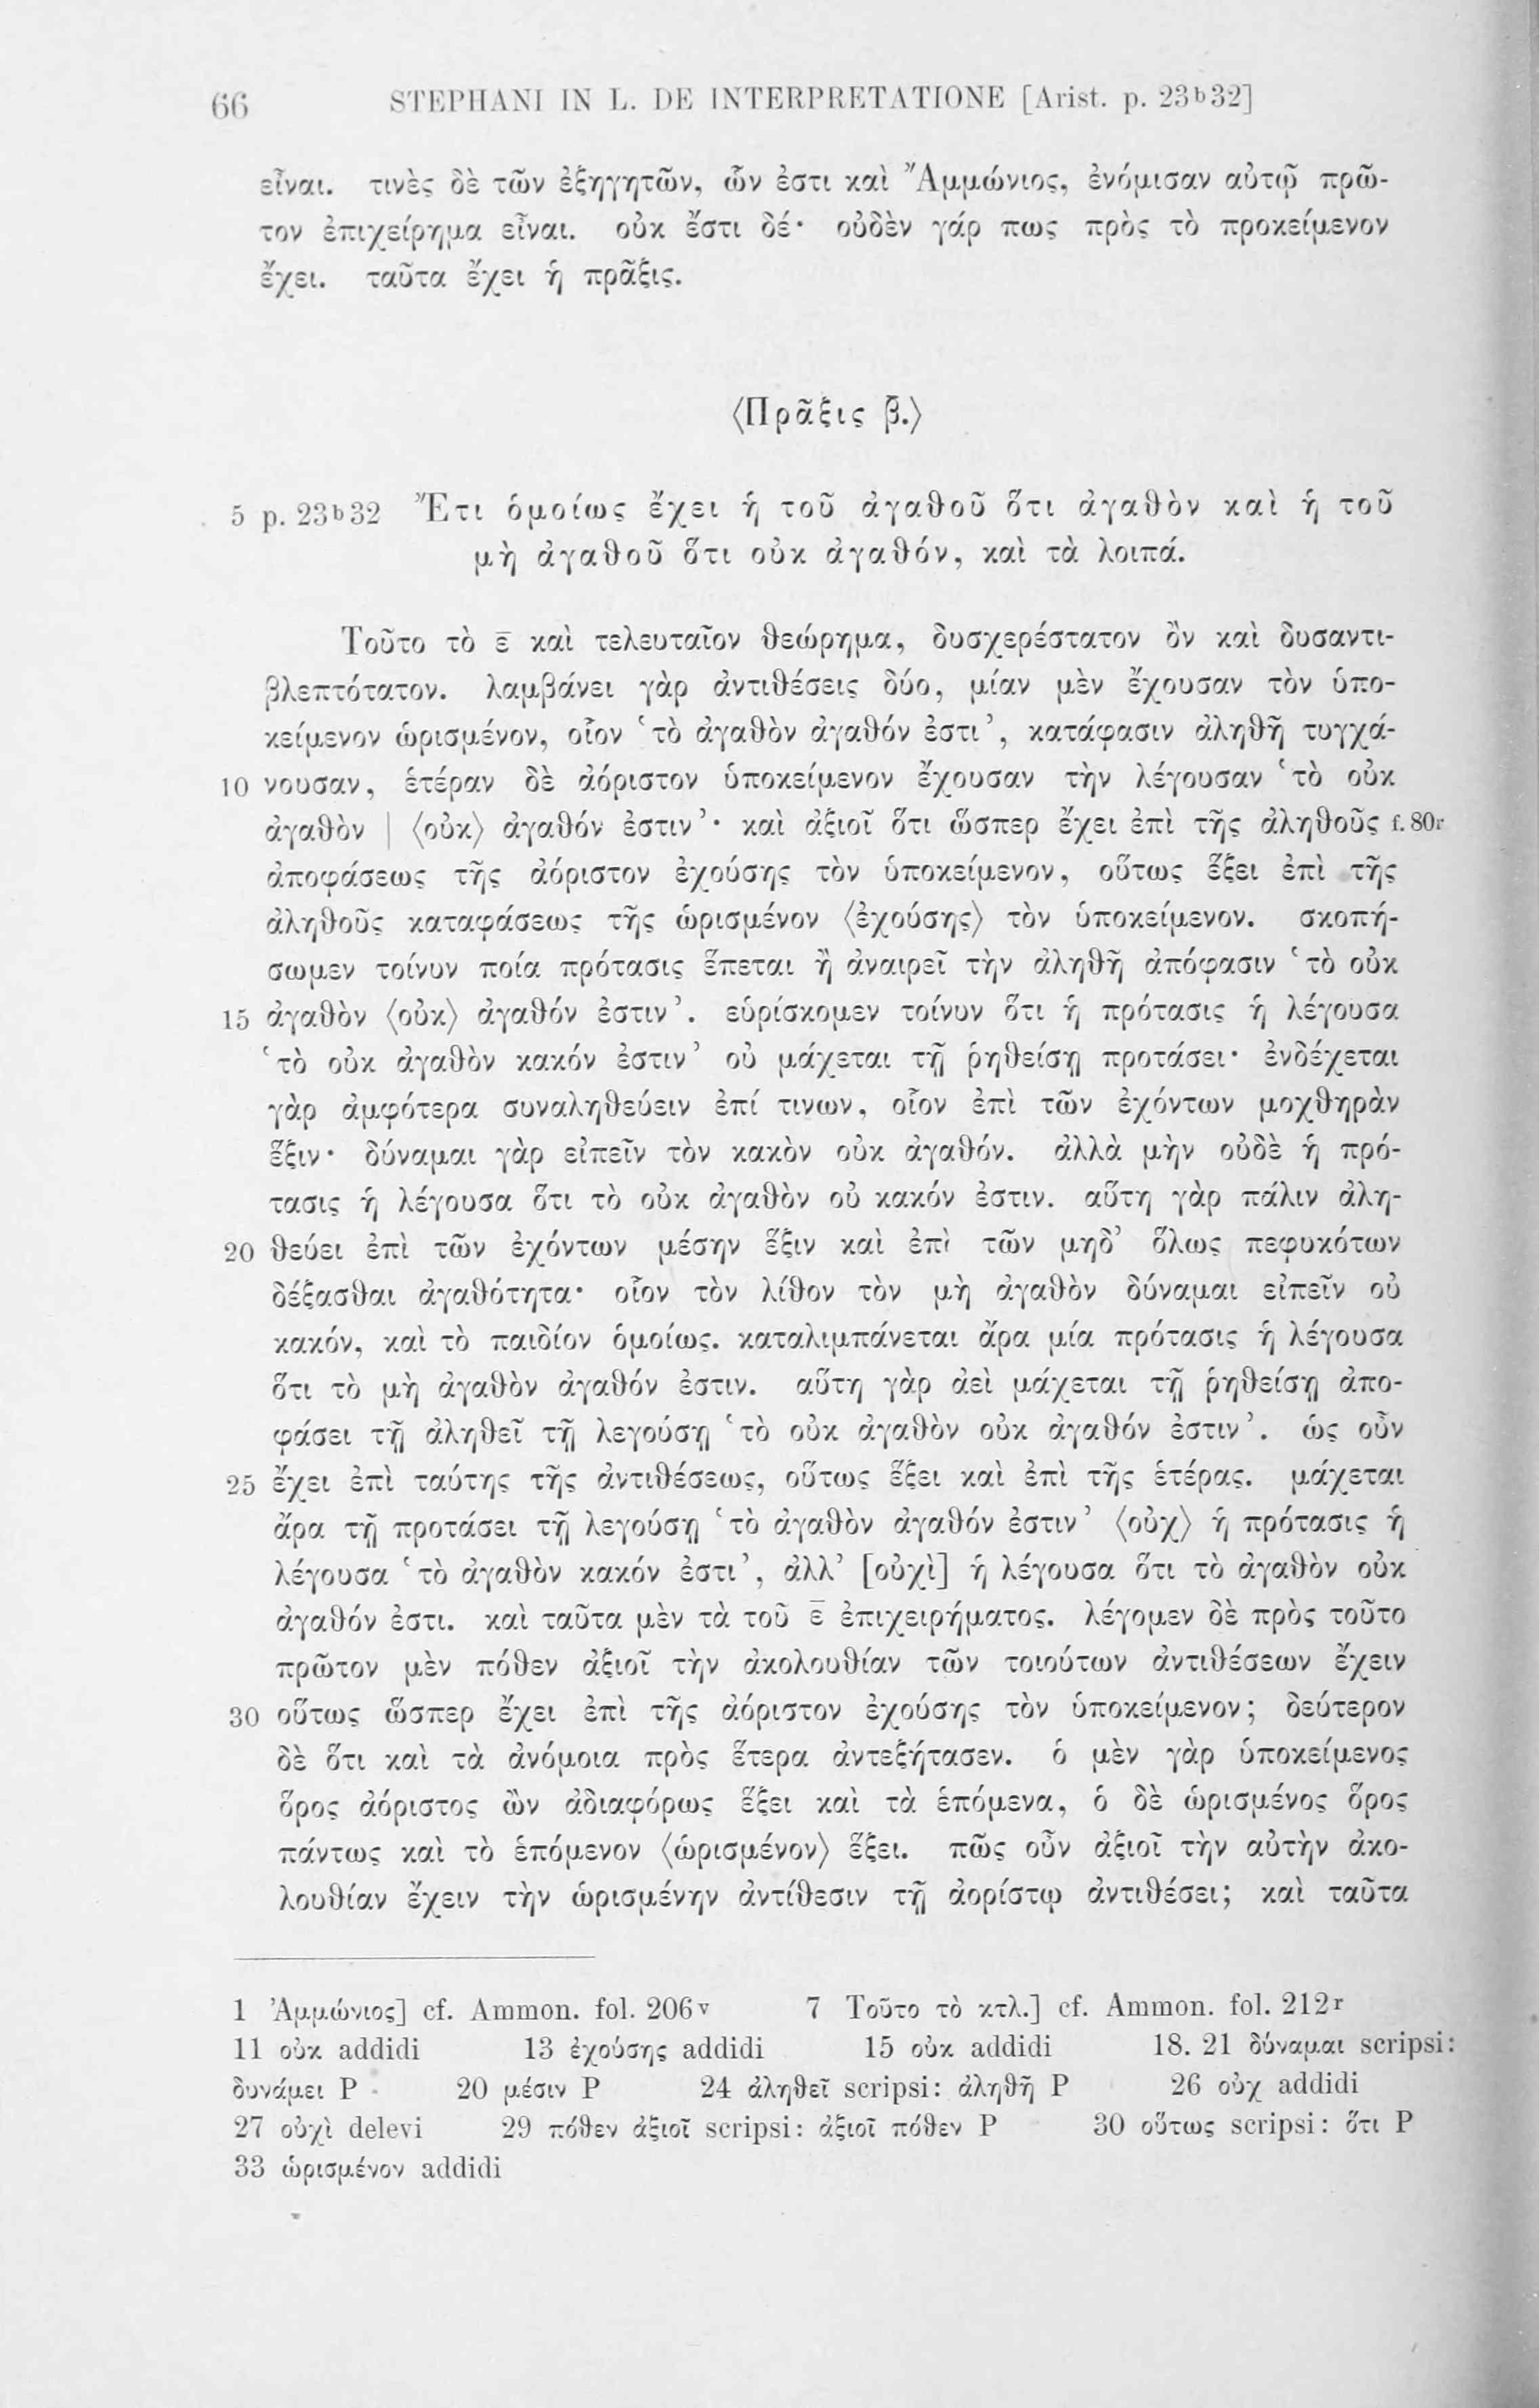 66 STEPHANI IN L. DE INTERPRETATIONE [Arist. p. 23ᵇ32]
εἶναι. τινὲς δὲ τῶν ἐξηγητῶν, ὧν ἐστι καὶ Ἄμμώνιος, ἐνόμισαν αὐτῷ πρῶ-
τον ἐπιχείρημα εἶναι. οὐκ ἔστι δέ· οὐδὲν γάρ πως πρὸς τὸ προκείμενον
ἔχει. ταῦτα ἔχει ἡ πρᾶξις.
⟨Πρᾶξις β̄.⟩
5 p. 23ᵇ32 Ἔτι ὁμοίως ἔχει ἡ τοῦ ἀγαθοῦ ὅτι ἀγαθὸν καὶ ἡ τοῦ
μὴ ἀγαθοῦ ὅτι οὐκ ἀγαθόν, καὶ τὰ λοιπά.
Τοῦτο τὸ ε̄ καὶ τελευταῖον θεώρημα, δυσχερέστατον ὂν καὶ δυσαντι-
βλεπτότατον. λαμβάνει γὰρ ἀντιθέσεις δύο, μίαν μὲν ἔχουσαν τὸν ὑπο-
κείμενον ὡρισμένον, οἷον ‘τὸ ἀγαθὸν ἀγαθόν ἐστι’, κατάφασιν ἀληθῆ τυγχά-
10 νουσαν, ἑτέραν δὲ ἀόριστον ὑποκείμενον ἔχουσαν τὴν λέγουσαν ‘τὸ οὐκ
ἀγαθὸν | ⟨οὐκ⟩ ἀγαθόν ἐστιν’· καὶ ἀξιοῖ ὅτι ὥσπερ ἔχει ἐπὶ τῆς ἀληθοῦς f. 80r
ἀποφάσεως τῆς ἀόριστον ἐχούσης τὸν ὑποκείμενον, οὕτως ἕξει ἐπὶ τῆς
ἀληθοῦς καταφάσεως τῆς ὡρισμένον ⟨ἐχούσης⟩ τὸν ὑποκείμενον. σκοπή-
σωμεν τοίνυν ποία πρότασις ἕπεται ἢ ἀναιρεῖ τὴν ἀληθῆ ἀπόφασιν ‘τὸ οὐκ
15 ἀγαθὸν ⟨οὐκ⟩ ἀγαθόν ἐστιν’. εὑρίσκομεν τοίνυν ὅτι ἡ πρότασις ἡ λέγουσα
‘τὸ οὐκ ἀγαθὸν κακόν ἐστιν’ οὐ μάχεται τῇ ῥηθείσῃ προτάσει· ἐνδέχεται
γὰρ ἀμφότερα συναληθεύειν ἐπί τινων, οἷον ἐπὶ τῶν ἐχόντων μοχθηρὰν
ἕξιν· δύναμαι γὰρ εἰπεῖν τὸν κακὸν οὐκ ἀγαθόν. ἀλλὰ μὴν οὐδὲ ἡ πρό-
τασις ἡ λέγουσα ὅτι τὸ οὐκ ἀγαθὸν οὐ κακόν ἐστιν. αὕτη γὰρ πάλιν ἀλη-
20 θεύει ἐπὶ τῶν ἐχόντων μέσην ἕξιν καὶ ἐπὶ τῶν μηδ’ ὅλως πεφυκότων
δέξασθαι ἀγαθότητα· οἷον τὸν λίθον τὸν μὴ ἀγαθὸν δύναμαι εἰπεῖν οὐ
κακόν, καὶ τὸ παιδίον ὁμοίως. καταλιμπάνεται ἄρα μία πρότασις ἡ λέγουσα
ὅτι τὸ μὴ ἀγαθὸν ἀγαθόν ἐστιν. αὕτη γὰρ ἀεὶ μάχεται τῇ ῥηθείσῃ ἀπο-
φάσει τῇ ἀληθεῖ τῇ λεγούσῃ ‘τὸ οὐκ ἀγαθὸν οὐκ ἀγαθόν ἐστιν’. ὡς οὖν
25 ἔχει ἐπὶ ταύτης τῆς ἀντιθέσεως, οὕτως ἕξει καὶ ἐπὶ τῆς ἑτέρας. μάχεται
ἄρα τῇ προτάσει τῇ λεγούσῃ ‘τὸ ἀγαθὸν ἀγαθόν ἐστιν’ ⟨οὐχ⟩ ἡ πρότασις ἡ
λέγουσα ‘τὸ ἀγαθὸν κακόν ἐστι’, ἀλλ’ [οὐχὶ] ἡ λέγουσα ὅτι τὸ ἀγαθὸν οὐκ
ἀγαθόν ἐστι. καὶ ταῦτα μὲν τὰ τοῦ ε̄ ἐπιχειρήματος. λέγομεν δὲ πρὸς τοῦτο
πρῶτον μὲν πόθεν ἀξιοῖ τὴν ἀκολουθίαν τῶν τοιούτων ἀντιθέσεων ἔχειν
30 οὕτως ὥσπερ ἔχει ἐπὶ τῆς ἀόριστον ἐχούσης τὸν ὑποκείμενον; δεύτερον
δὲ ὅτι καὶ τὰ ἀνόμοια πρὸς ἕτερα ἀντεξήτασεν. ὁ μὲν γὰρ ὑποκείμενος
ὅρος ἀόριστος ὢν ἀδιαφόρως ἕξει καὶ τὰ ἑπόμενα, ὁ δὲ ὡρισμένος ὅρος
πάντως καὶ τὸ ἑπόμενον ⟨ὡρισμένον⟩ ἕξει. πῶς οὖν ἀξιοῖ τὴν αὐτὴν ἀκο-
λουθίαν ἔχειν τὴν ὡρισμένην ἀντίθεσιν τῇ ἀορίστῳ ἀντιθέσει; καὶ ταῦτα
1 Ἀμμώνιος] cf. Ammon. fol. 206ᵛ 7 Τοῦτο τὸ κτλ.] cf. Ammon. fol. 212ʳ
11 οὐκ addidi 13 ἐχούσης addidi 15 οὐκ addidi 18. 21 δύναμαι scripsi:
δυνάμει P 20 μέσιν P 24 ἀληθεῖ scripsi: ἀληθῆ P 26 οὐχ addidi
27 οὐχὶ delevi 29 πόθεν ἀξιοῖ scripsi: ἀξιοῖ πόθεν P 30 οὕτως scripsi: ὅτι P
33 ὡρισμένον addidi